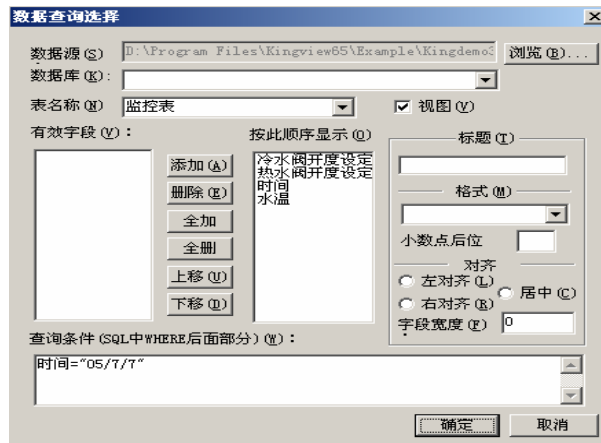 数据查询选择
数据源(S) D:\Program Files\Kingview65\Example\Kingdemo3 浏览(B)...
数据库(K):
表名称(N) 监控表 视图(V)
有效字段(V): 按此顺序显示(O) 标题(T)
添加(A)
删除(E)
全加
全删
上移(U)
下移(D)
冷水阀开度设定
热水阀开度设定
时间
水温
格式(M)
小数点后位
对齐
左对齐(L)
居中(C)
右对齐(R)
字段宽度(F) 0
查询条件(SQL中WHERE后面部分)(W):
时间="05/7/7"
确定 取消